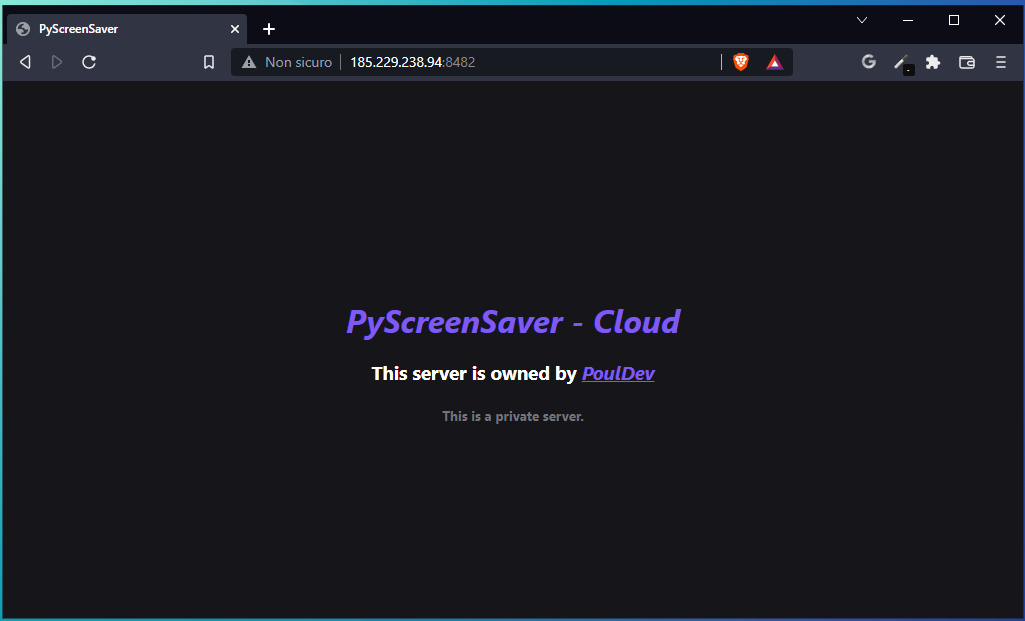 PyScreenSaver
Non sicuro 185.229.238.94:8482
PyScreenSaver - Cloud
This server is owned by PoulDev
This is a private server.